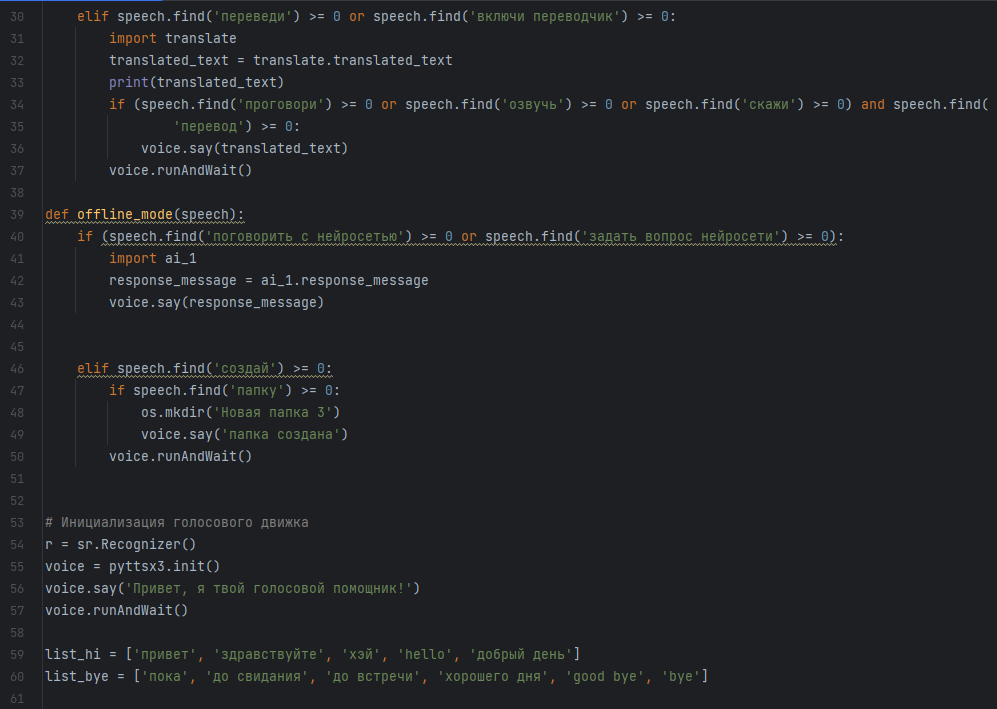 30 elif speech.find('переведи') >= 0 or speech.find('включи переводчик') >= 0:
31 import translate
32 translated_text = translate.translated_text
33 print(translated_text)
34 if (speech.find('проговори') >= 0 or speech.find('озвучь') >= 0 or speech.find('скажи') >= 0) and speech.find(
35 'перевод') >= 0:
36 voice.say(translated_text)
37 voice.runAndWait()
38
39 def offline_mode(speech):
40 if (speech.find('поговорить с нейросетью') >= 0 or speech.find('задать вопрос нейросети') >= 0):
41 import ai_1
42 response_message = ai_1.response_message
43 voice.say(response_message)
44
45
46 elif speech.find('создай') >= 0:
47 if speech.find('папку') >= 0:
48 os.mkdir('Новая папка 3')
49 voice.say('папка создана')
50 voice.runAndWait()
51
52
53 # Инициализация голосового движка
54 r = sr.Recognizer()
55 voice = pyttsx3.init()
56 voice.say('Привет, я твой голосовой помощник!')
57 voice.runAndWait()
58
59 list_hi = ['привет', 'здравствуйте', 'хэй', 'hello', 'добрый день']
60 list_bye = ['пока', 'до свидания', 'до встречи', 'хорошего дня', 'good bye', 'bye']
61